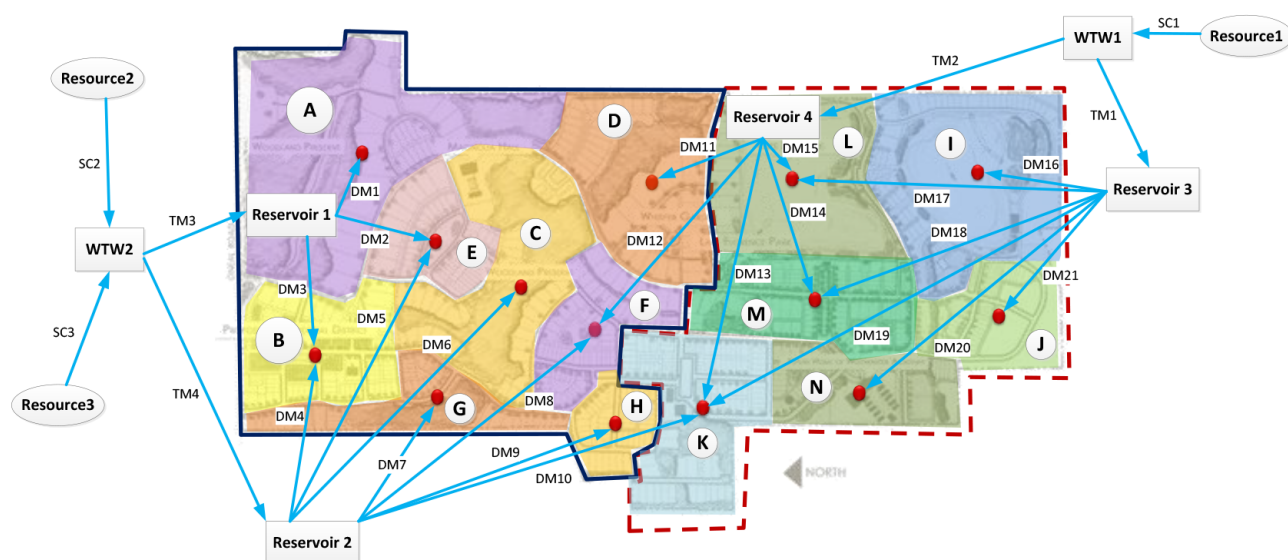 SC1
Resource1
WTW1
TM2
TM1
Resource2
A
D
Reservoir 4
L
I
DM11
DM15
DM16
SC2
DM1
Reservoir 3
DM17
TM3
Reservoir 1
DM14
DM18
WTW2
DM2
E
C
DM12
DM13
DM21
DM3
DM5
F
M
SC3
B
DM6
DM19
DM20
J
TM4
N
Resource3
DM4
G
DM8
H
K
DM7
DM9
DM10
NORTH
Reservoir 2